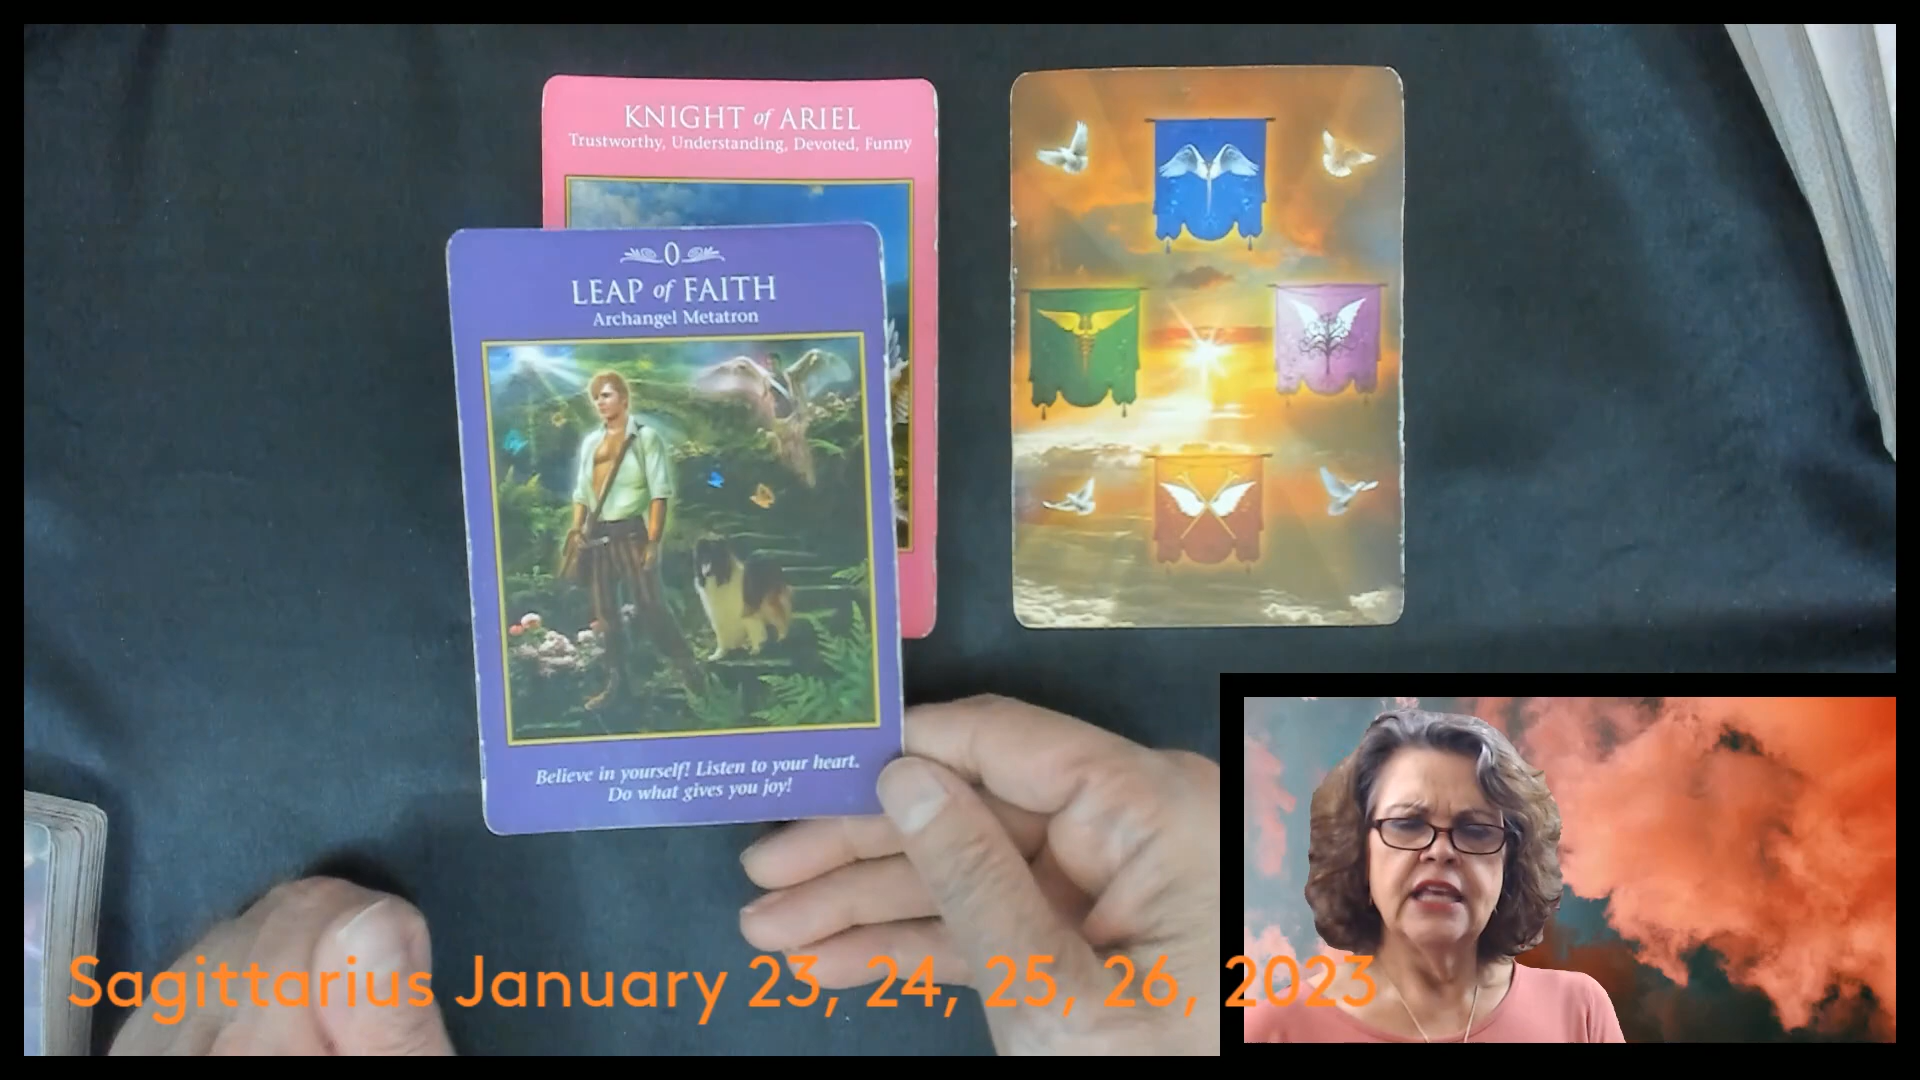 KNIGHT of ARIEL
Trustworthy, Understanding, Devoted, Funny
0
LEAP of FAITH
Archangel Metatron
Believe in yourself! Listen to your heart.
Do what gives you joy!
Sagittarius January 23, 24, 25, 26, 2023